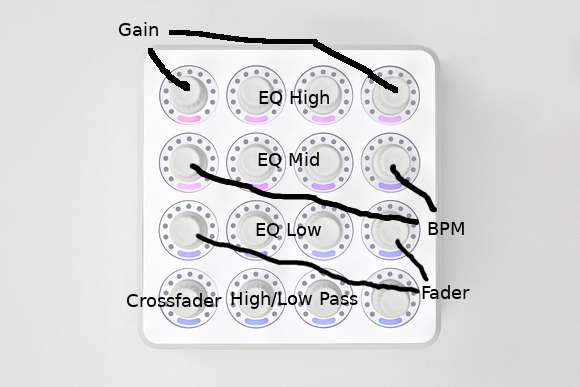 Gain
EQ High
EQ Mid
EQ Low
BPM
Crossfader
High/Low Pass
Fader